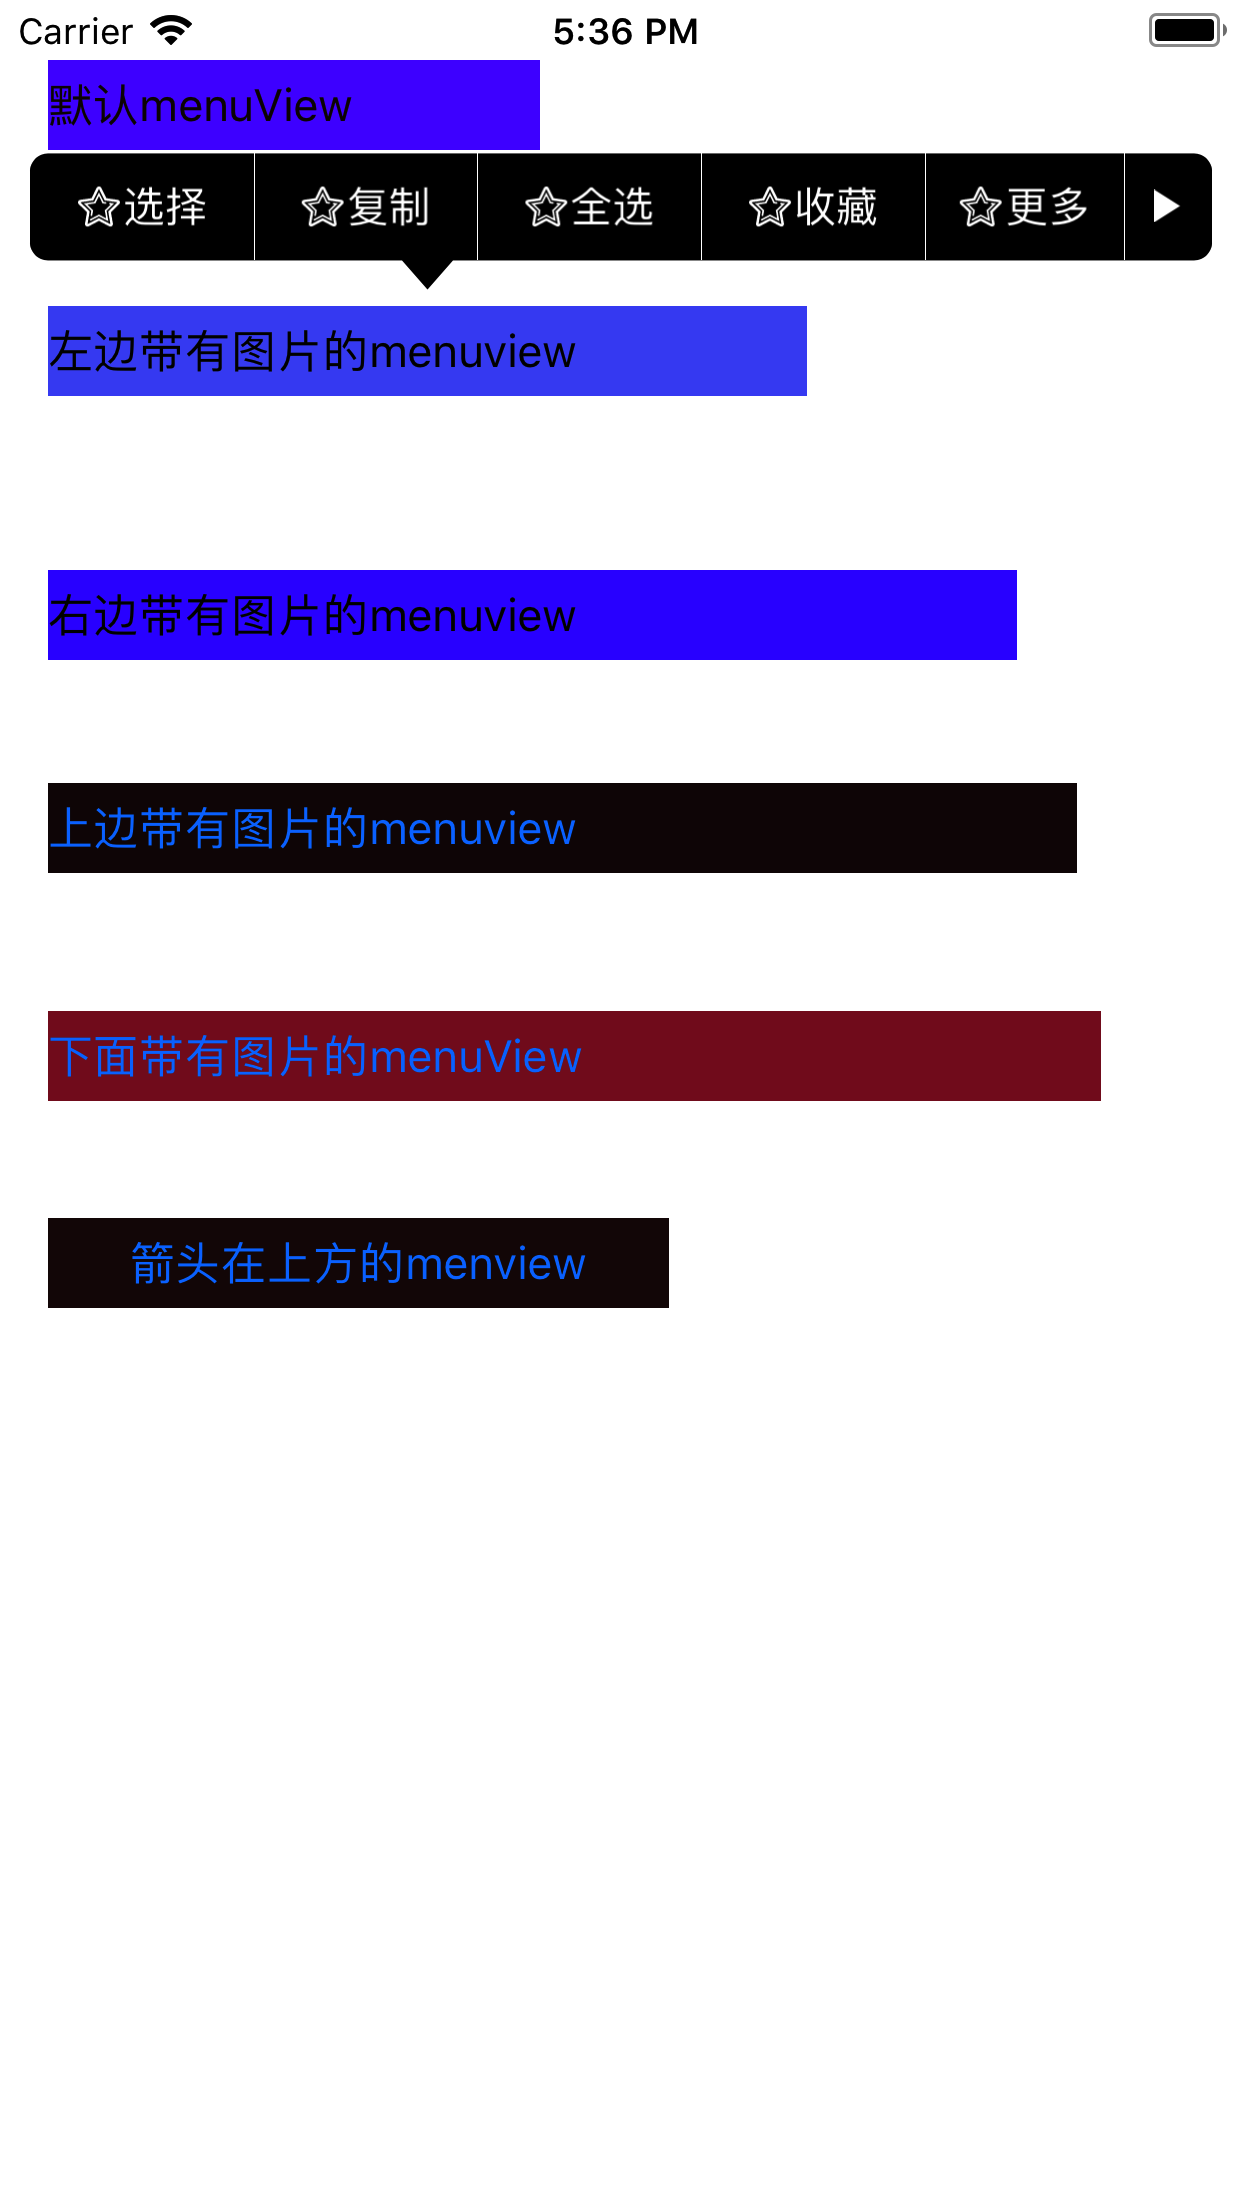 Carrier 5:36 PM
默认menuView
选择 复制 全选 收藏 更多
左边带有图片的menuview
右边带有图片的menuview
上边带有图片的menuview
下面带有图片的menuView
箭头在上方的menview